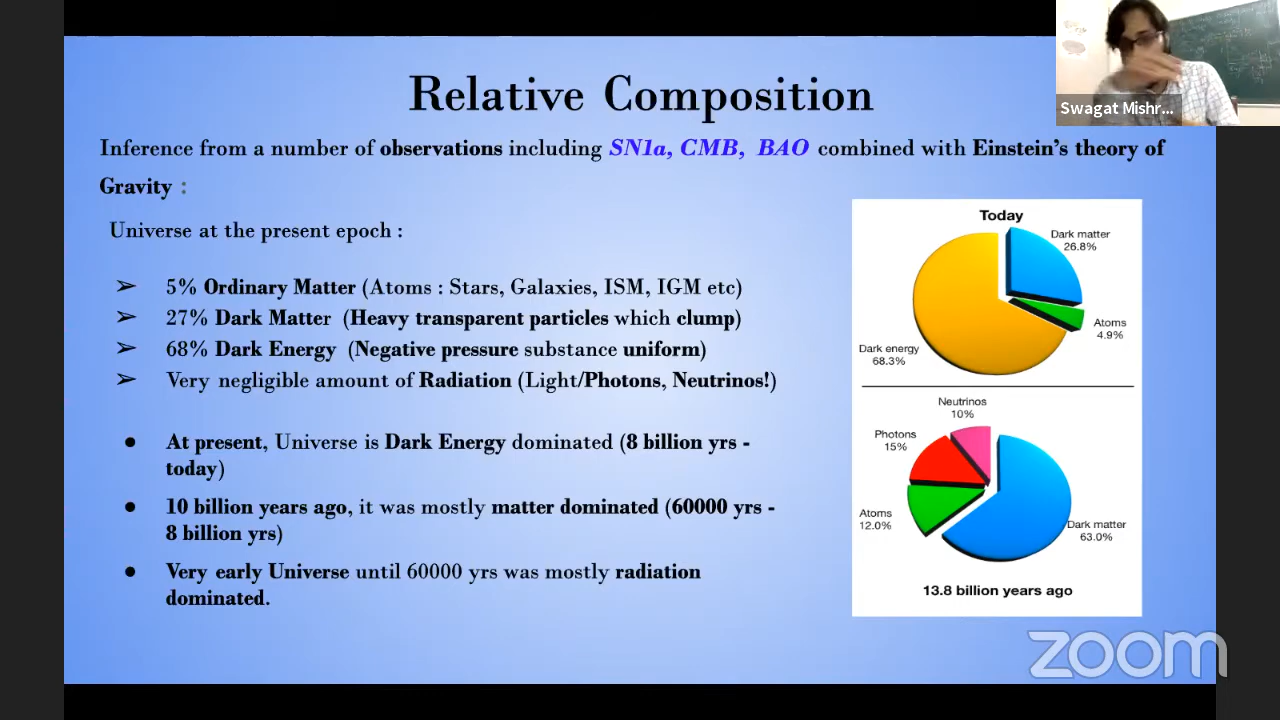 Relative Composition
Swagat Mishr...
Inference from a number of observations including SN1a, CMB, BAO combined with Einstein's theory of
Gravity :
Universe at the present epoch :
➢ 5% Ordinary Matter (Atoms : Stars, Galaxies, ISM, IGM etc)
➢ 27% Dark Matter (Heavy transparent particles which clump)
➢ 68% Dark Energy (Negative pressure substance uniform)
➢ Very negligible amount of Radiation (Light/Photons, Neutrinos!)
● At present, Universe is Dark Energy dominated (8 billion yrs -
today)
● 10 billion years ago, it was mostly matter dominated (60000 yrs -
8 billion yrs)
● Very early Universe until 60000 yrs was mostly radiation
dominated.
Today
Dark matter
26.8%
Atoms
4.9%
Dark energy
68.3%
Neutrinos
10%
Photons
15%
Atoms
12.0%
Dark matter
63.0%
13.8 billion years ago
zoom